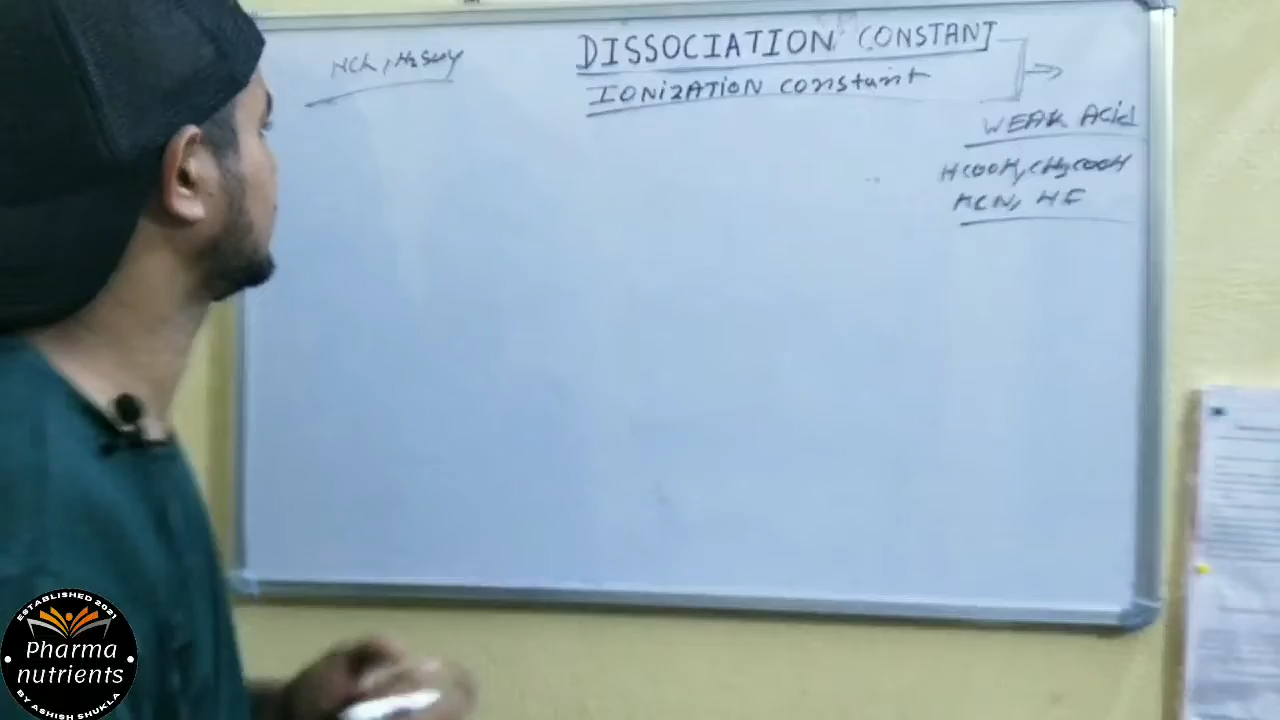 HCl, H2SO4
DISSOCIATION CONSTANT
IONIZATION constant
WEAK Acid
HCOOH, CH3COOH
HCN, HF
ESTABLISHED 2021
Pharma
nutrients
BY ASHISH SHUKLA